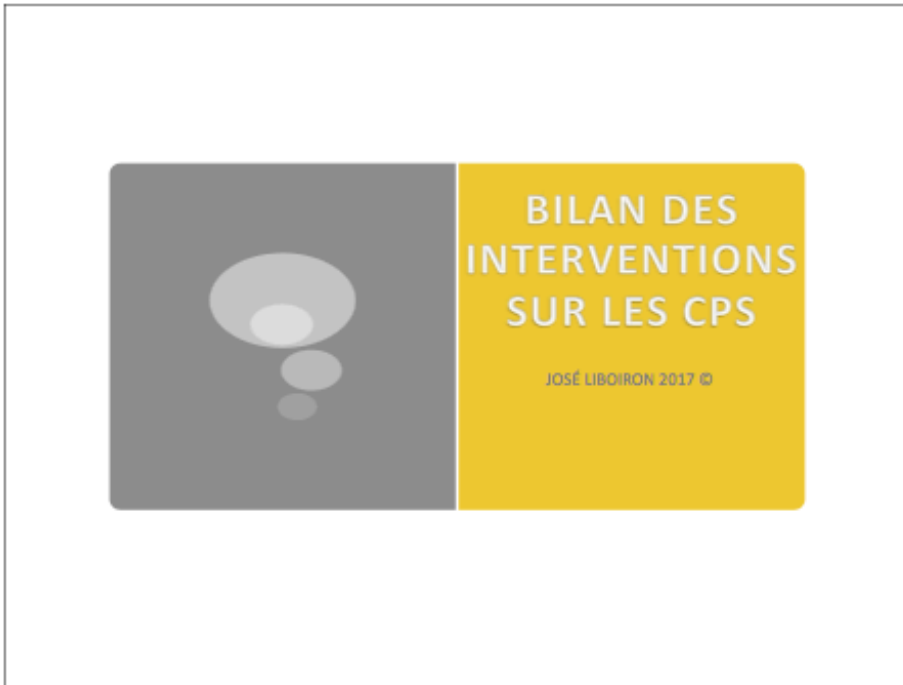 BILAN DES
INTERVENTIONS
SUR LES CPS
JOSÉ LIBOIRON 2017 ©